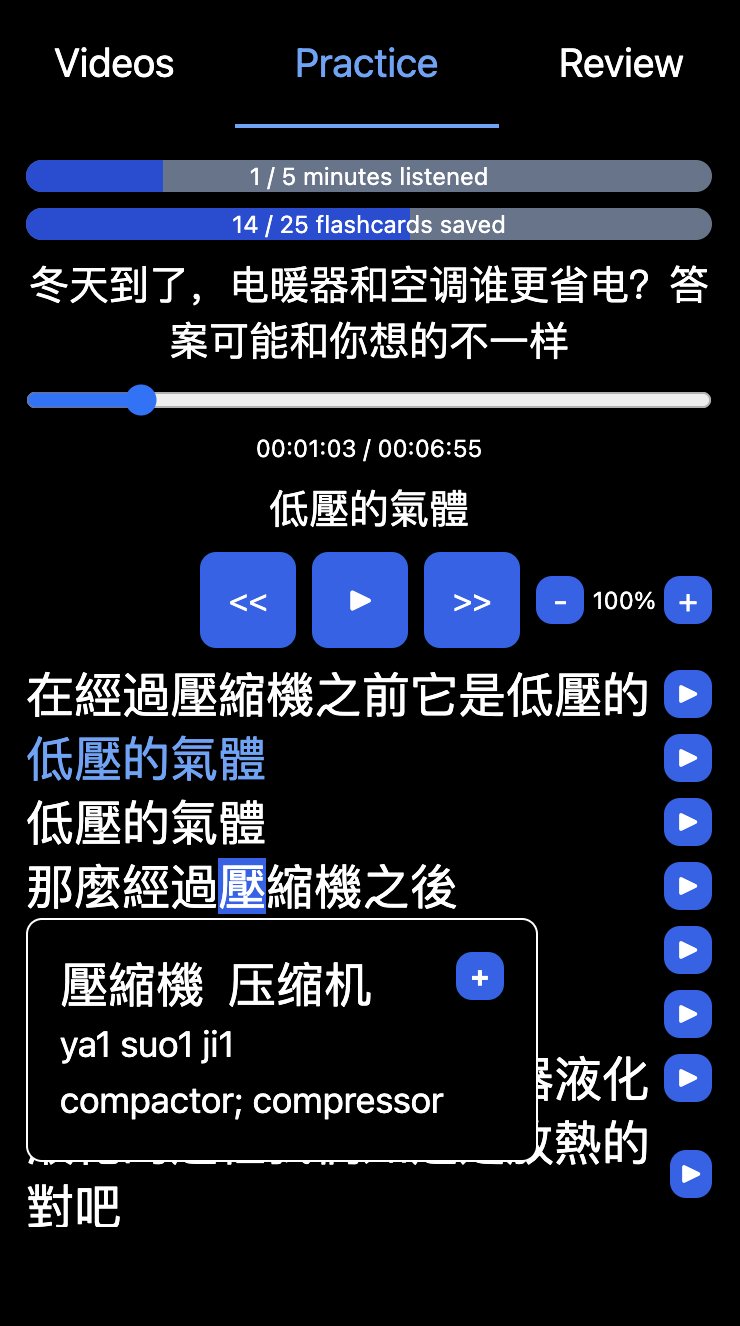 Videos Practice Review
1 / 5 minutes listened
14 / 25 flashcards saved
冬天到了，电暖器和空调谁更省电？答
案可能和你想的不一样
00:01:03 / 00:06:55
低壓的氣體
<< >> - 100% +
在經過壓縮機之前它是低壓的
低壓的氣體
低壓的氣體
那麼經過壓縮機之後
壓縮機 压缩机 +
ya1 suo1 ji1
compactor; compressor
液化
熱的
對吧